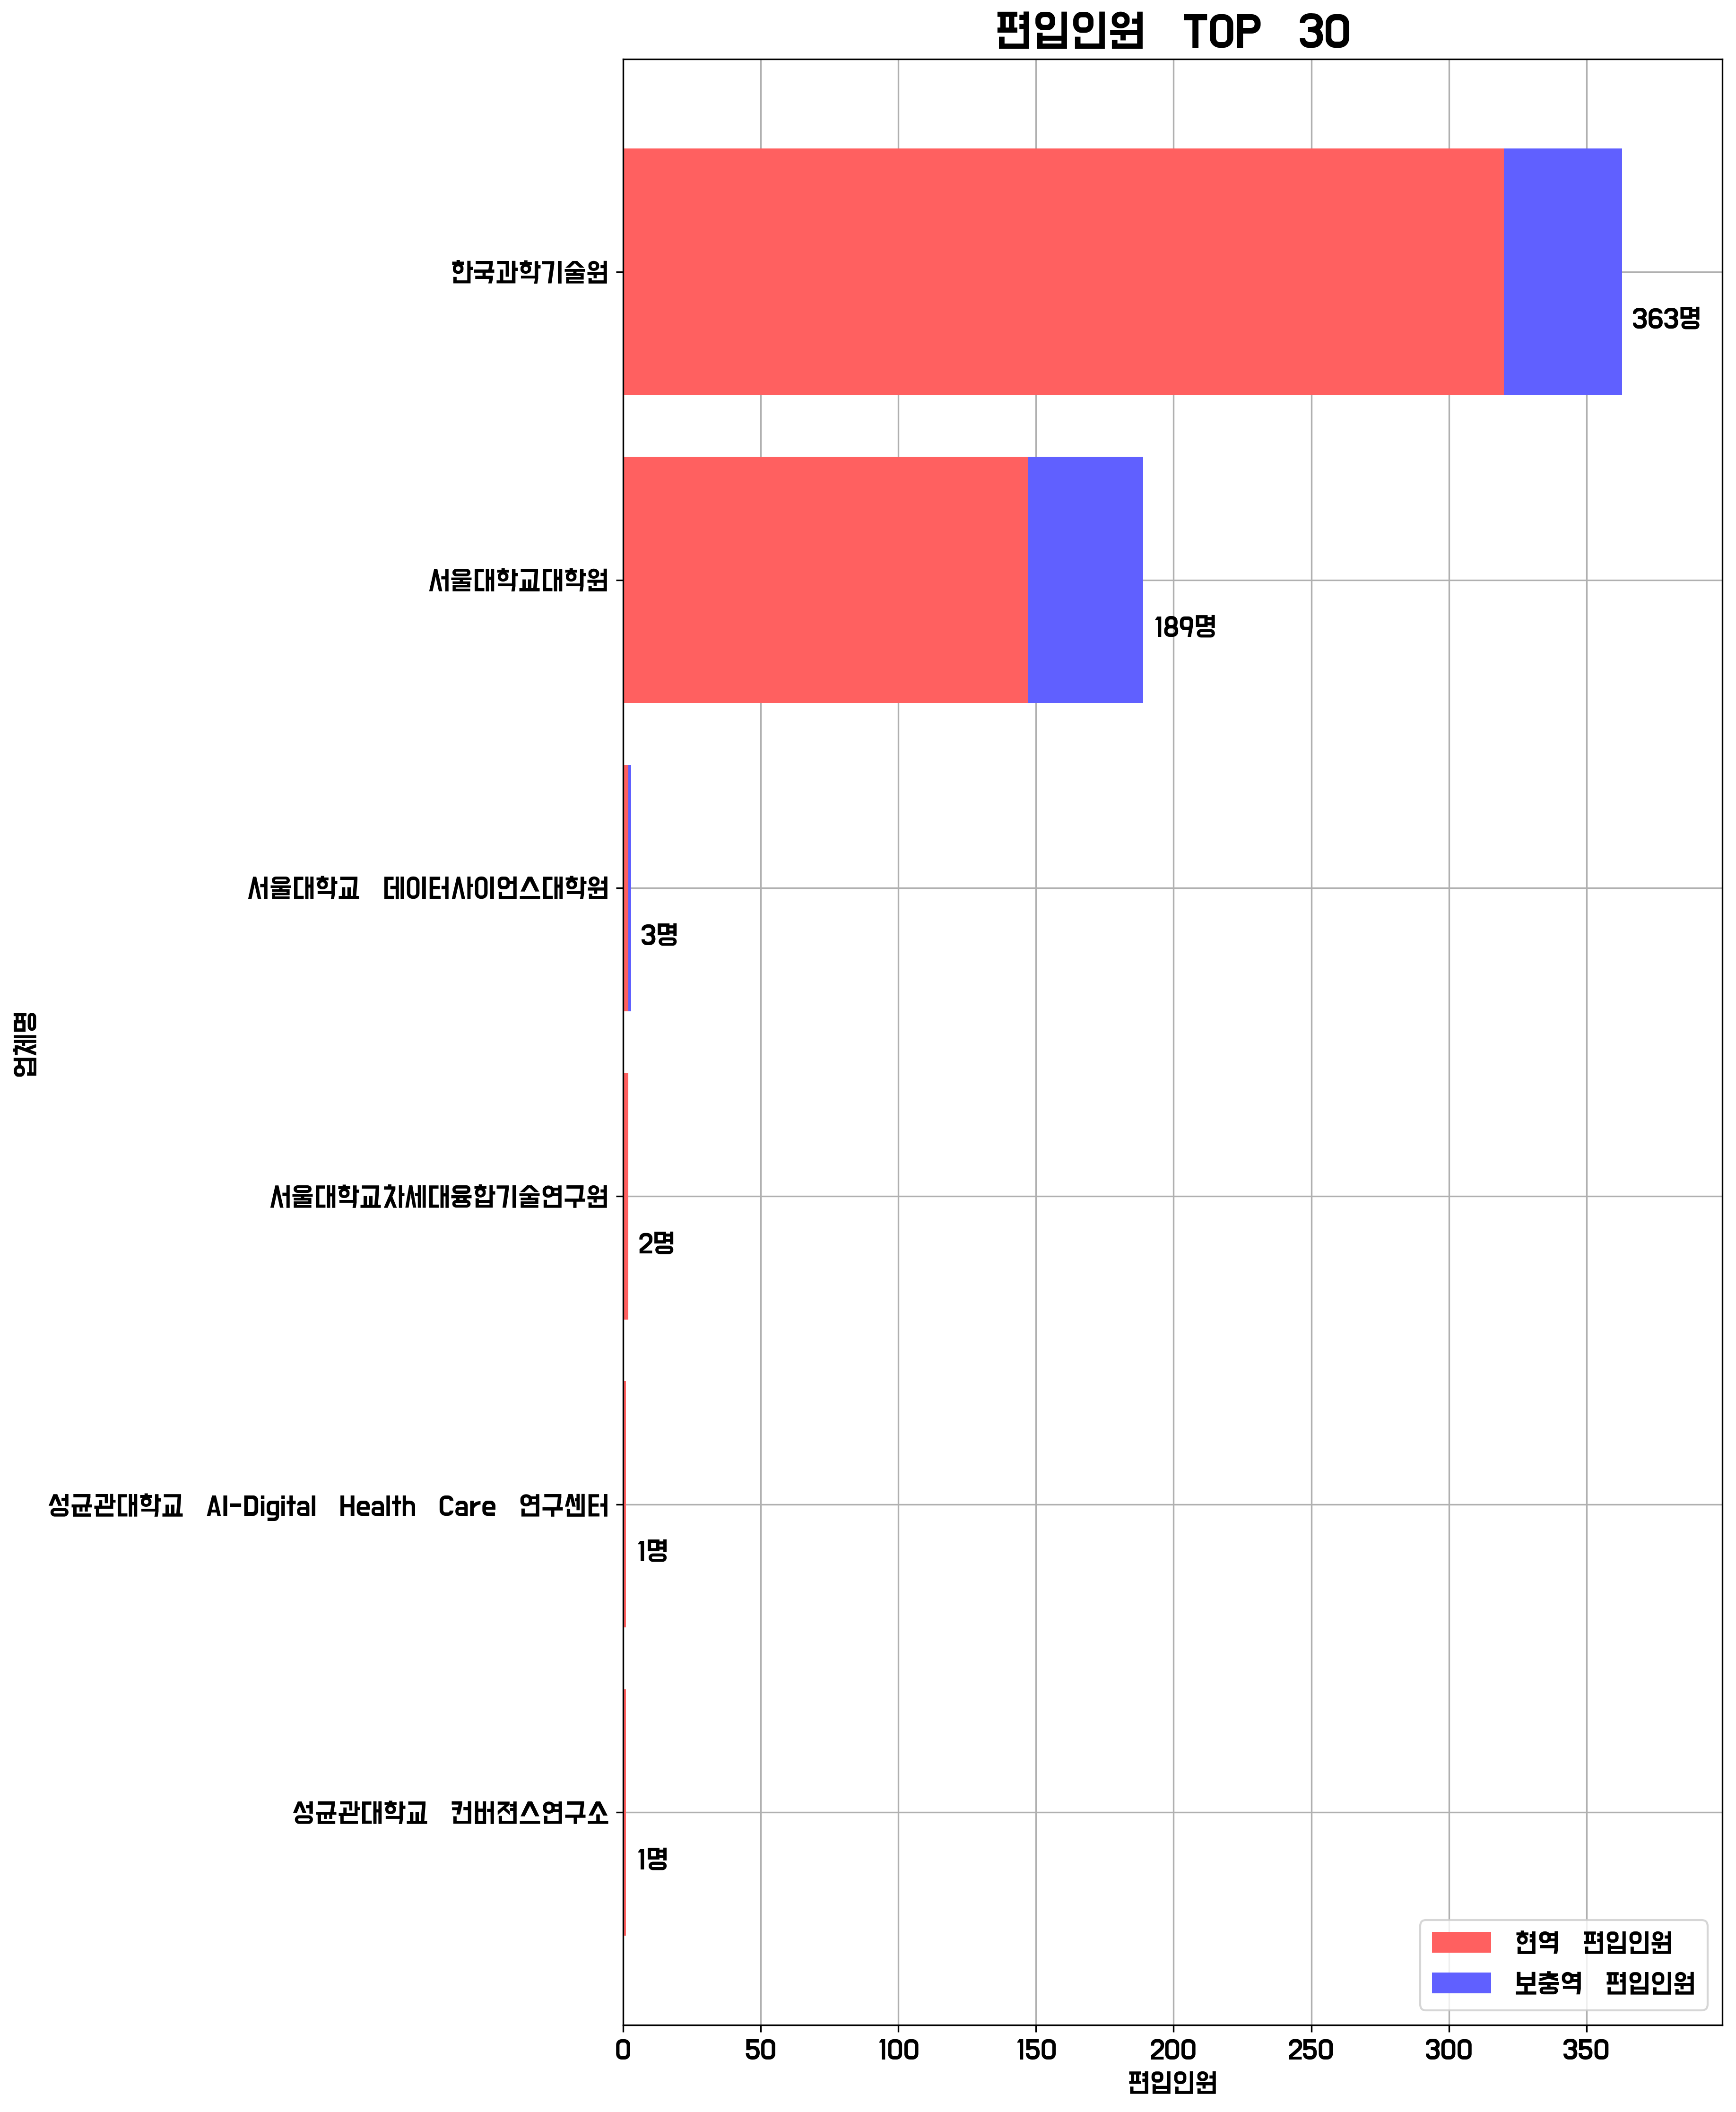 편입인원 TOP 30
한국과학기술원
363명
서울대학교대학원
189명
서울대학교 데이터사이언스대학원
3명
업체명
서울대학교차세대융합기술연구원
2명
성균관대학교 AI-Digital Health Care 연구센터
1명
성균관대학교 컨버젼스연구소
1명
현역 편입인원
보충역 편입인원
0 50 100 150 200 250 300 350
편입인원